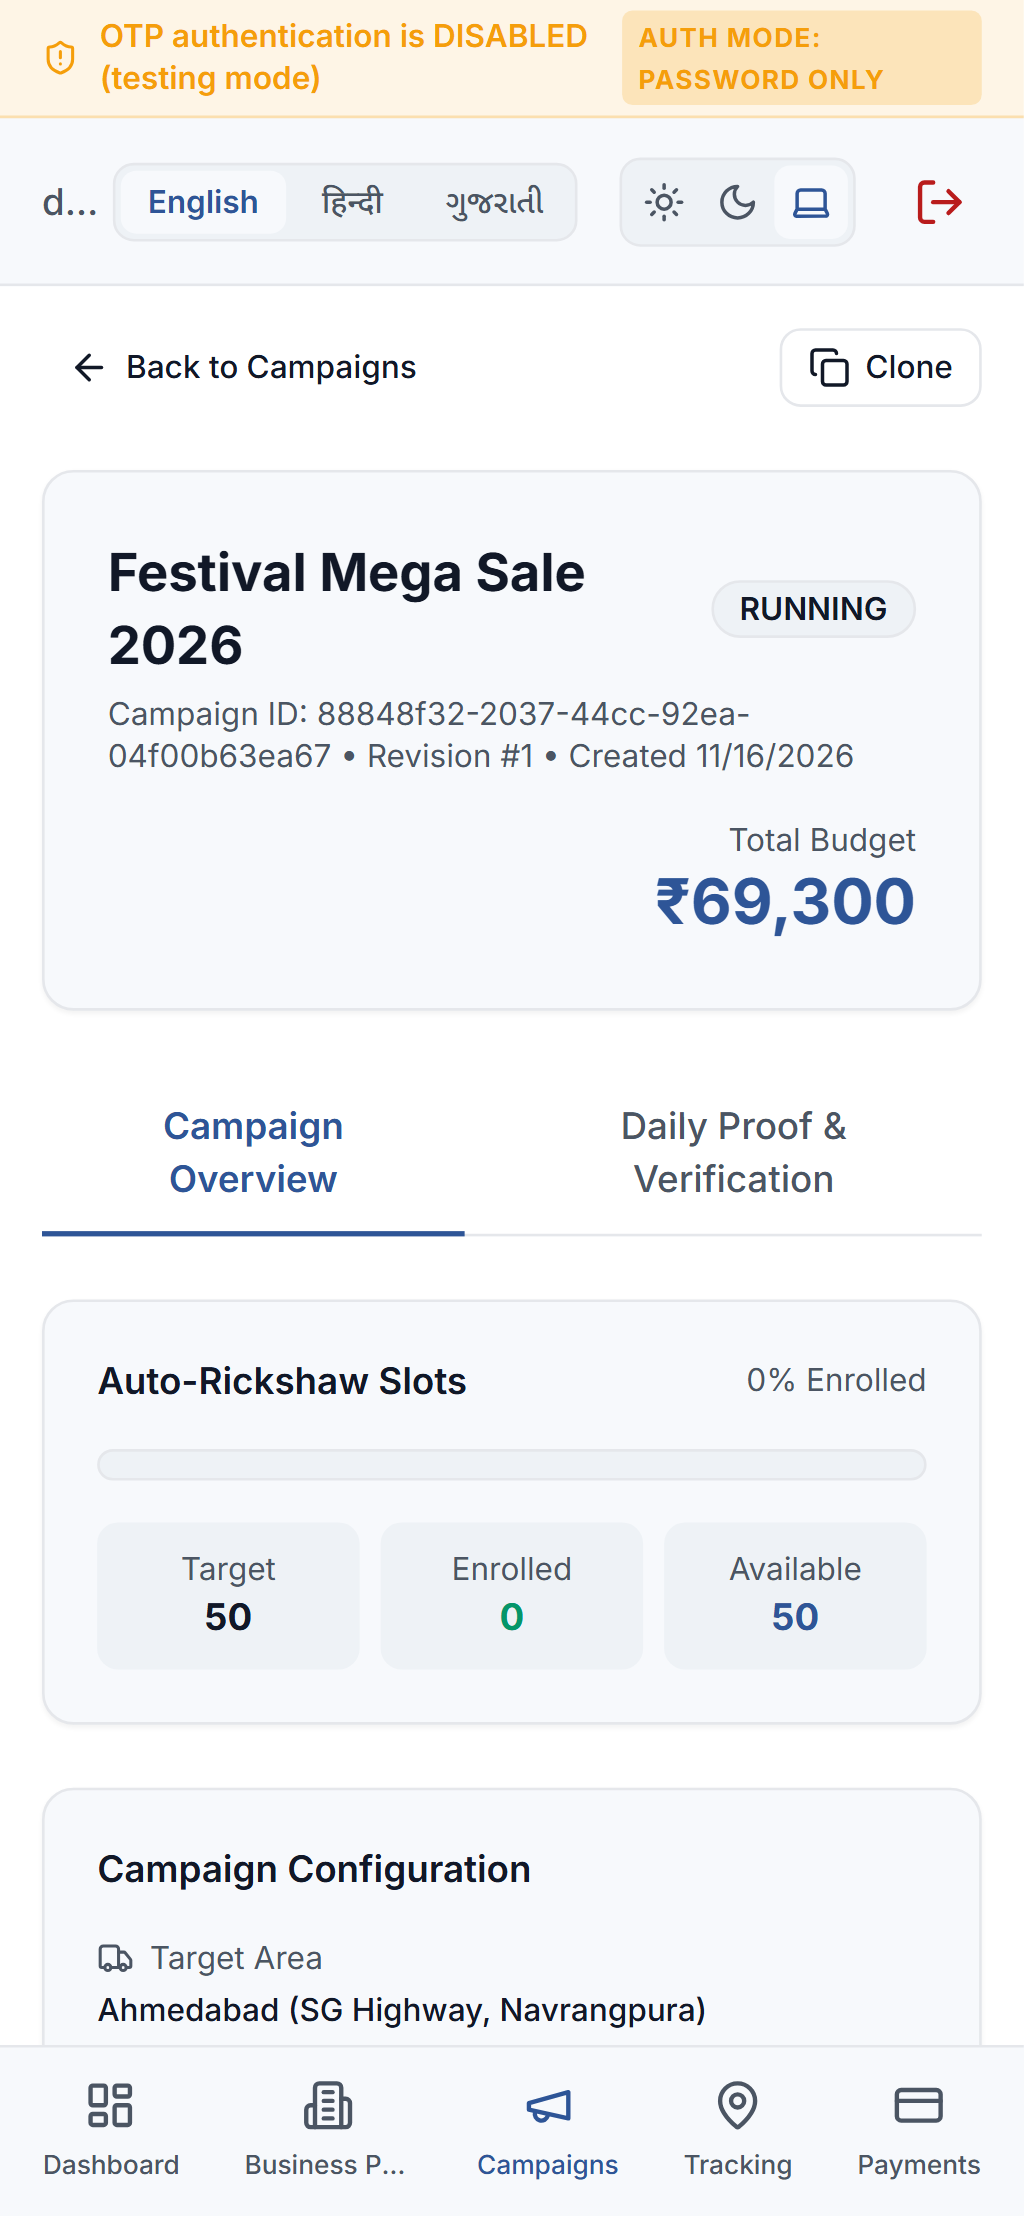 OTP authentication is DISABLED
(testing mode)
AUTH MODE:
PASSWORD ONLY
d...
English
हिन्दी
ગુજરાતી
Back to Campaigns
Clone
Festival Mega Sale
2026
RUNNING
Campaign ID: 88848f32-2037-44cc-92ea-
04f00b63ea67 • Revision #1 • Created 11/16/2026
Total Budget
₹69,300
Campaign
Overview
Daily Proof &
Verification
Auto-Rickshaw Slots
0% Enrolled
Target
50
Enrolled
0
Available
50
Campaign Configuration
Target Area
Ahmedabad (SG Highway, Navrangpura)
Dashboard
Business P...
Campaigns
Tracking
Payments